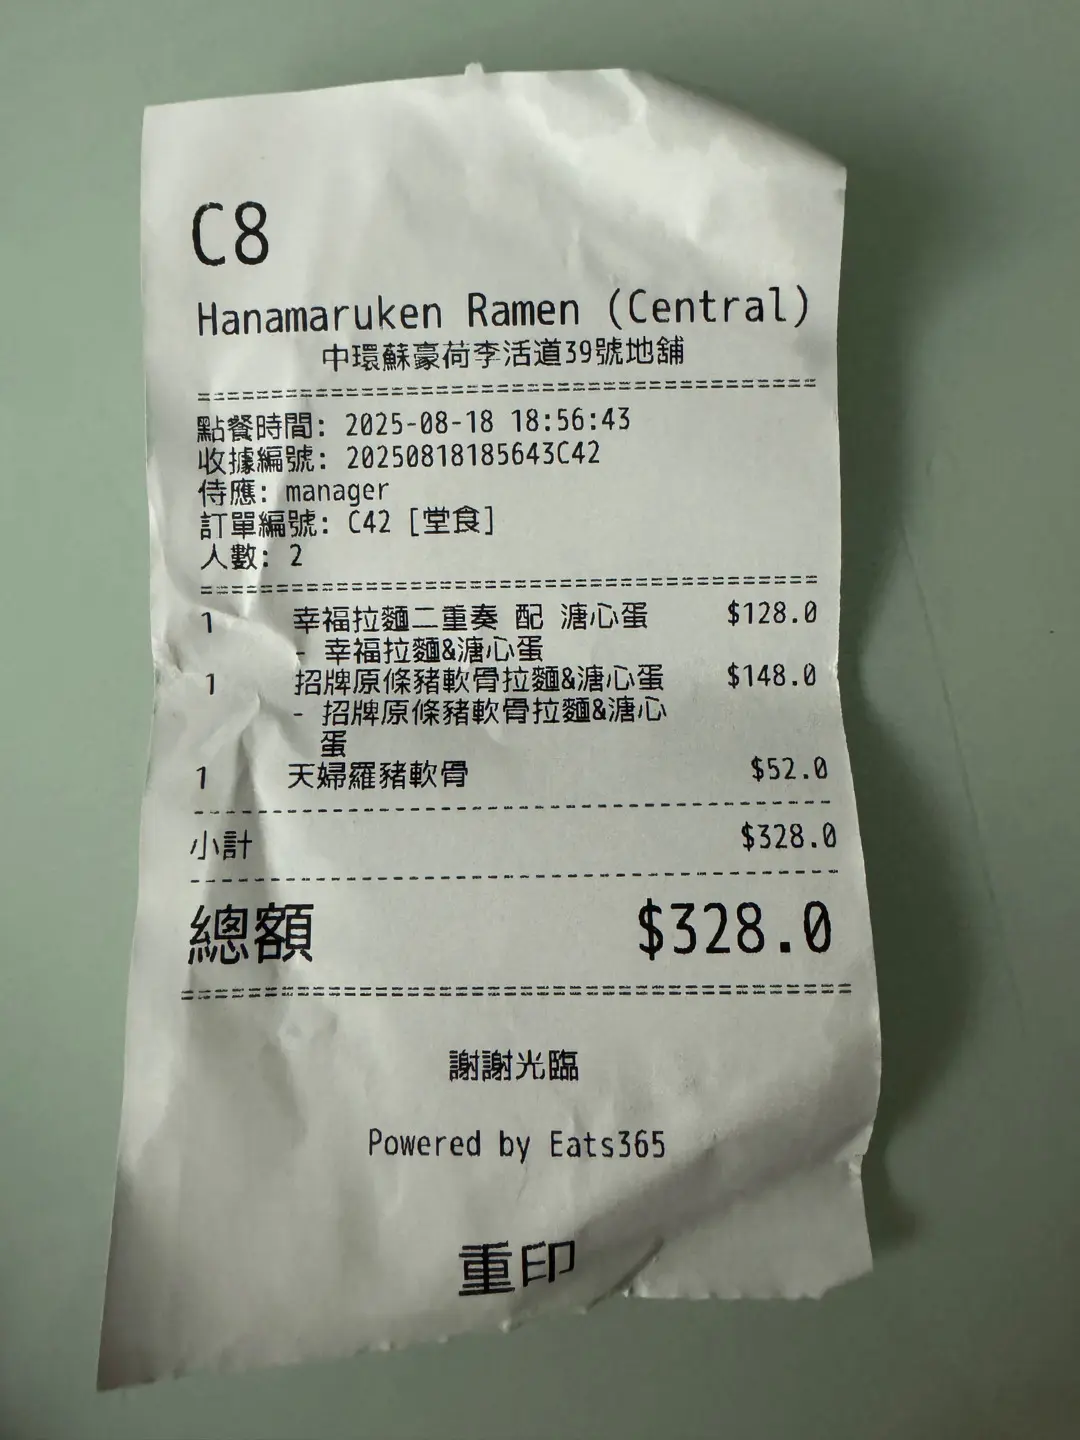 C8
Hanamaruken Ramen (Central)
中環蘇豪荷李活道39號地舖
點餐時間: 2025-08-18 18:56:43
收據編號: 20250818185643C42
侍應: manager
訂單編號: C42 [堂食]
人數: 2
1 幸福拉麵二重奏 配 溏心蛋 $128.0
- 幸福拉麵&溏心蛋
1 招牌原條豬軟骨拉麵&溏心蛋 $148.0
- 招牌原條豬軟骨拉麵&溏心
蛋
1 天婦羅豬軟骨 $52.0
小計 $328.0
總額 $328.0
謝謝光臨
Powered by Eats365
重印